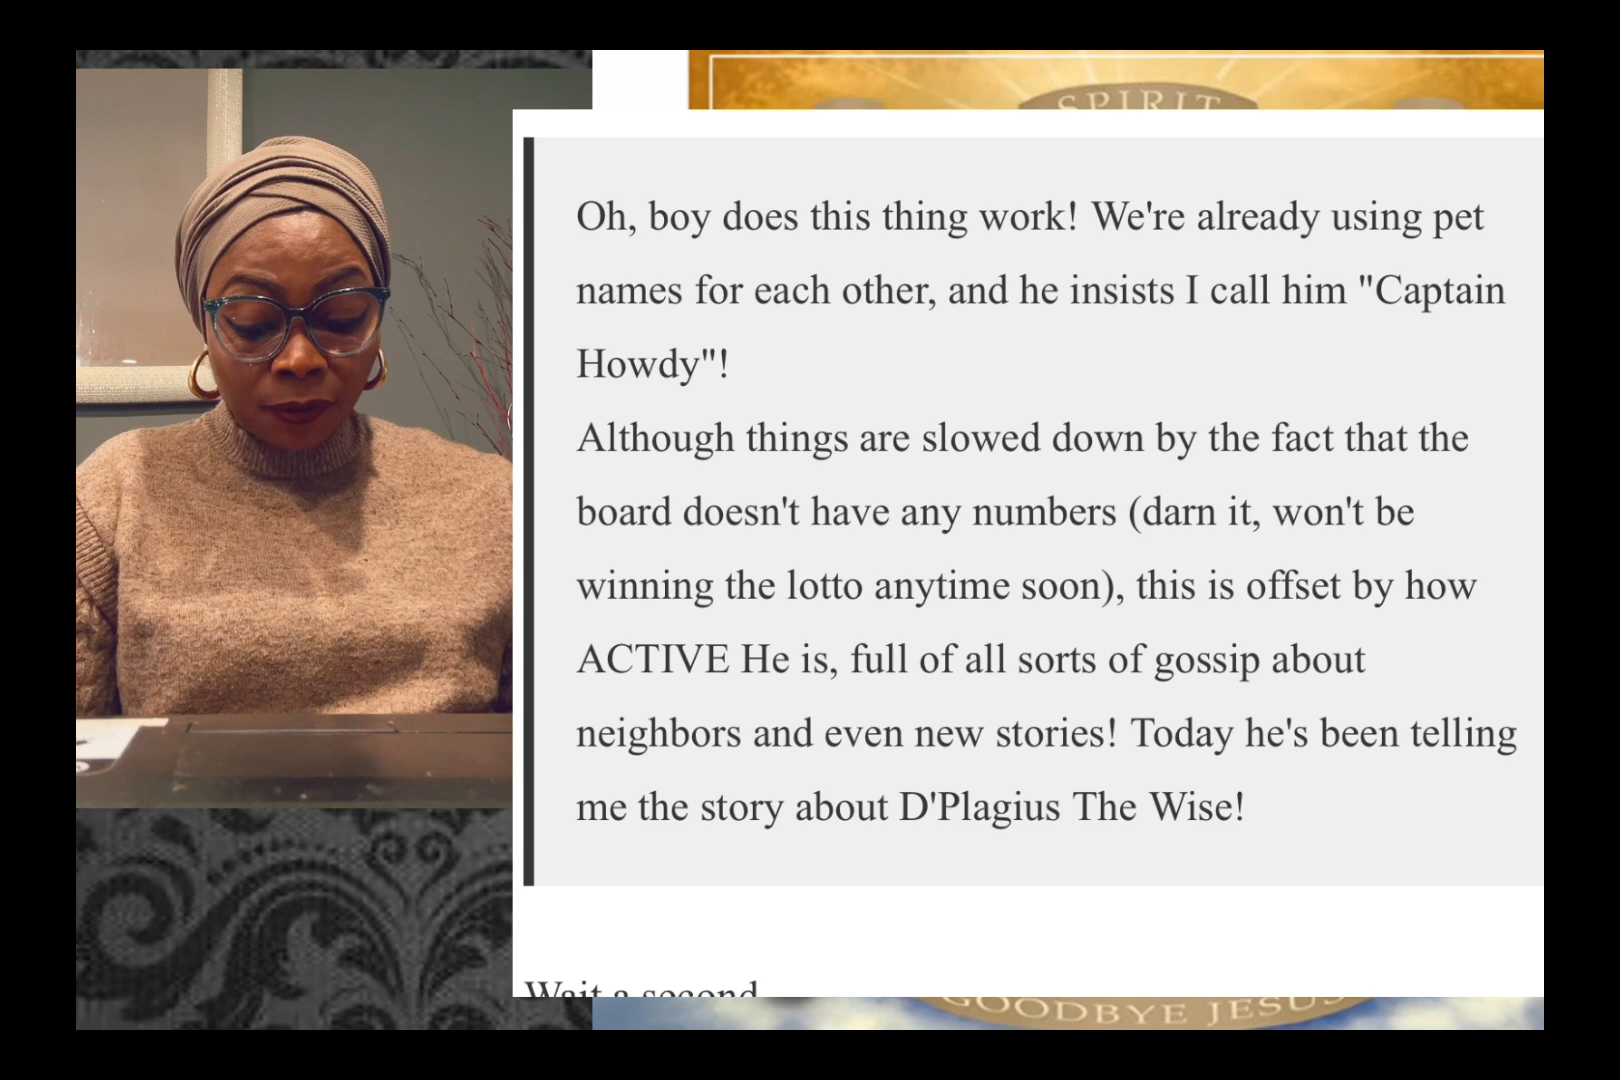 SPIRIT
Oh, boy does this thing work! We're already using pet
names for each other, and he insists I call him "Captain
Howdy"!
Although things are slowed down by the fact that the
board doesn't have any numbers (darn it, won't be
winning the lotto anytime soon), this is offset by how
ACTIVE He is, full of all sorts of gossip about
neighbors and even new stories! Today he's been telling
me the story about D'Plagius The Wise!
Wait a second
GOODBYE JESUS